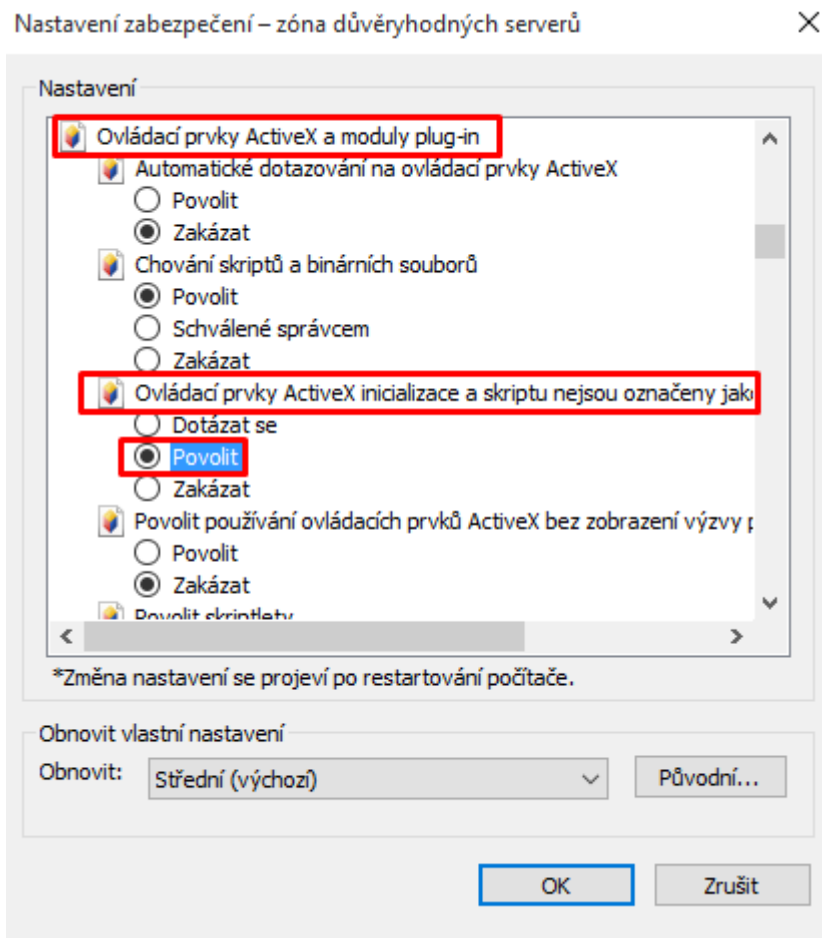 Nastavení zabezpečení – zóna důvěryhodných serverů
Nastavení
Ovládací prvky ActiveX a moduly plug-in
Automatické dotazování na ovládací prvky ActiveX
Povolit
Zakázat
Chování skriptů a binárních souborů
Povolit
Schválené správcem
Zakázat
Ovládací prvky ActiveX inicializace a skriptu nejsou označeny jako
Dotázat se
Povolit
Zakázat
Povolit používání ovládacích prvků ActiveX bez zobrazení výzvy p
Povolit
Zakázat
Povolit skriptlety
*Změna nastavení se projeví po restartování počítače.
Obnovit vlastní nastavení
Obnovit:
Střední (výchozí)
Původní...
OK
Zrušit